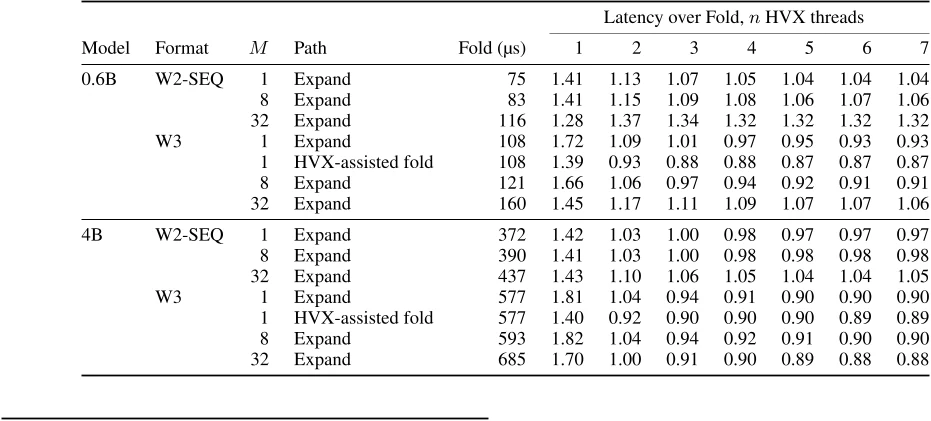 Latency over Fold, n HVX threads
Model Format M Path Fold (µs) 1 2 3 4 5 6 7
0.6B W2-SEQ 1 Expand 75 1.41 1.13 1.07 1.05 1.04 1.04 1.04
8 Expand 83 1.41 1.15 1.09 1.08 1.06 1.07 1.06
32 Expand 116 1.28 1.37 1.34 1.32 1.32 1.32 1.32
W3 1 Expand 108 1.72 1.09 1.01 0.97 0.95 0.93 0.93
1 HVX-assisted fold 108 1.39 0.93 0.88 0.88 0.87 0.87 0.87
8 Expand 121 1.66 1.06 0.97 0.94 0.92 0.91 0.91
32 Expand 160 1.45 1.17 1.11 1.09 1.07 1.07 1.06
4B W2-SEQ 1 Expand 372 1.42 1.03 1.00 0.98 0.97 0.97 0.97
8 Expand 390 1.41 1.03 1.00 0.98 0.98 0.98 0.98
32 Expand 437 1.43 1.10 1.06 1.05 1.04 1.04 1.05
W3 1 Expand 577 1.81 1.04 0.94 0.91 0.90 0.90 0.90
1 HVX-assisted fold 577 1.40 0.92 0.90 0.90 0.90 0.89 0.89
8 Expand 593 1.82 1.04 0.94 0.92 0.91 0.90 0.90
32 Expand 685 1.70 1.00 0.91 0.90 0.89 0.88 0.88